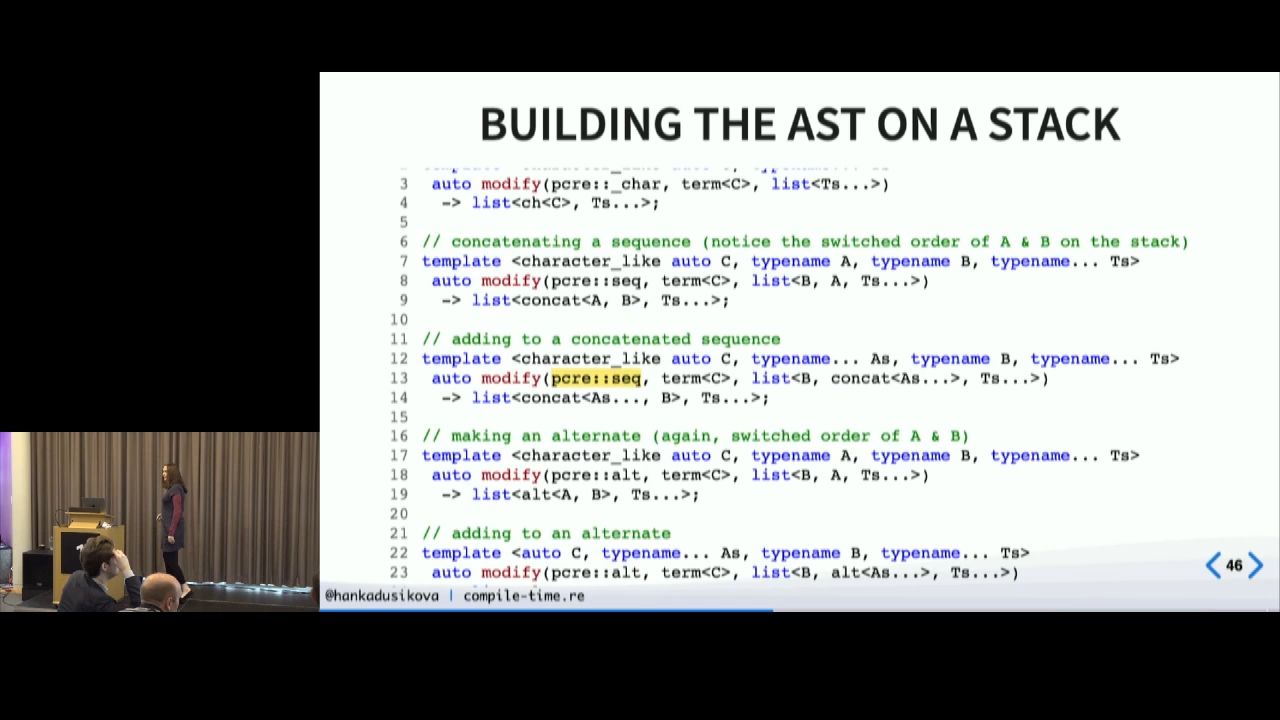 BUILDING THE AST ON A STACK
3 auto modify(pcre::_char, term<C>, list<Ts...>)
4 -> list<ch<C>, Ts...>;
5
6 // concatenating a sequence (notice the switched order of A & B on the stack)
7 template <character_like auto C, typename A, typename B, typename... Ts>
8 auto modify(pcre::seq, term<C>, list<B, A, Ts...>)
9 -> list<concat<A, B>, Ts...>;
10
11 // adding to a concatenated sequence
12 template <character_like auto C, typename... As, typename B, typename... Ts>
13 auto modify(pcre::seq, term<C>, list<B, concat<As...>, Ts...>)
14 -> list<concat<As..., B>, Ts...>;
15
16 // making an alternate (again, switched order of A & B)
17 template <character_like auto C, typename A, typename B, typename... Ts>
18 auto modify(pcre::alt, term<C>, list<B, A, Ts...>)
19 -> list<alt<A, B>, Ts...>;
20
21 // adding to an alternate
22 template <auto C, typename... As, typename B, typename... Ts>
23 auto modify(pcre::alt, term<C>, list<B, alt<As...>, Ts...>)
46
@hankadusikova | compile-time.re